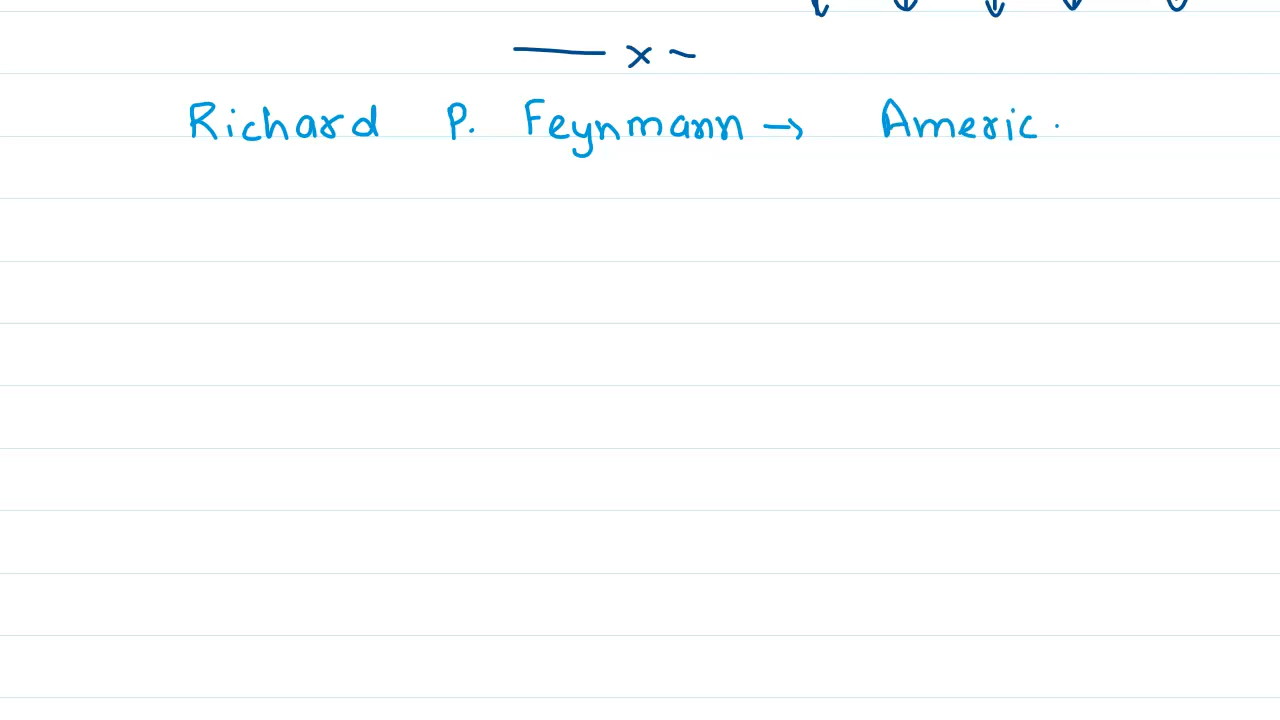 — x ~
Richard P. Feynmann → Americ.